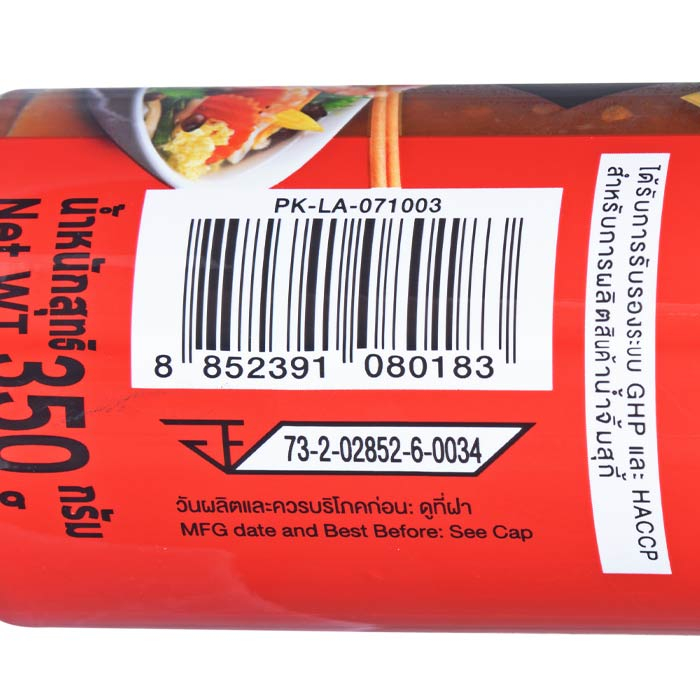 PK-LA-071003
8 852391 080183
73-2-02852-6-0034
วันผลิตและควรบริโภคก่อน: ดูที่ฝา
MFG date and Best Before: See Cap
น้ำหนักสุทธิ 350 กรัม
Net WT 350 g
ได้รับการรับรองระบบ GHP และ HACCP
สำหรับการผลิตสินค้าน้ำจิ้มสุกี้